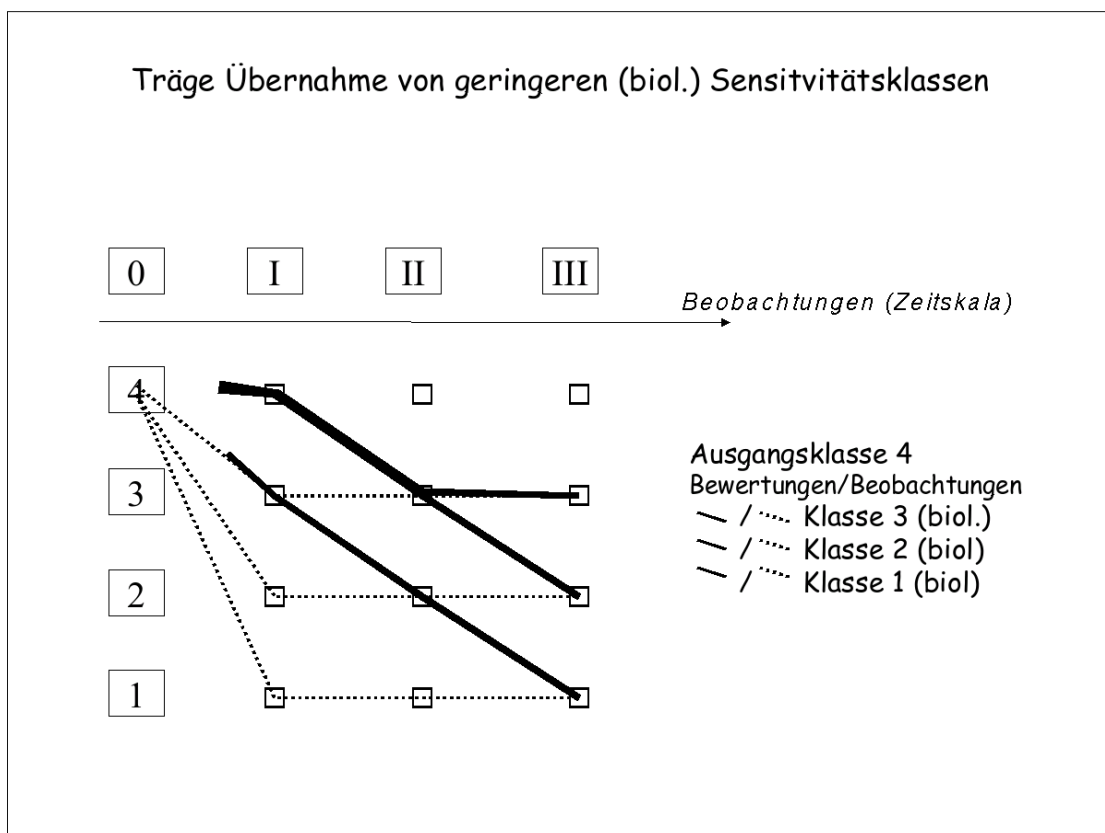 Träge Übernahme von geringeren (biol.) Sensitvitätsklassen
0 I II III
Beobachtungen (Zeitskala)
4
3
2
1
Ausgangsklasse 4
Bewertungen/Beobachtungen
/ Klasse 3 (biol.)
/ Klasse 2 (biol)
/ Klasse 1 (biol)